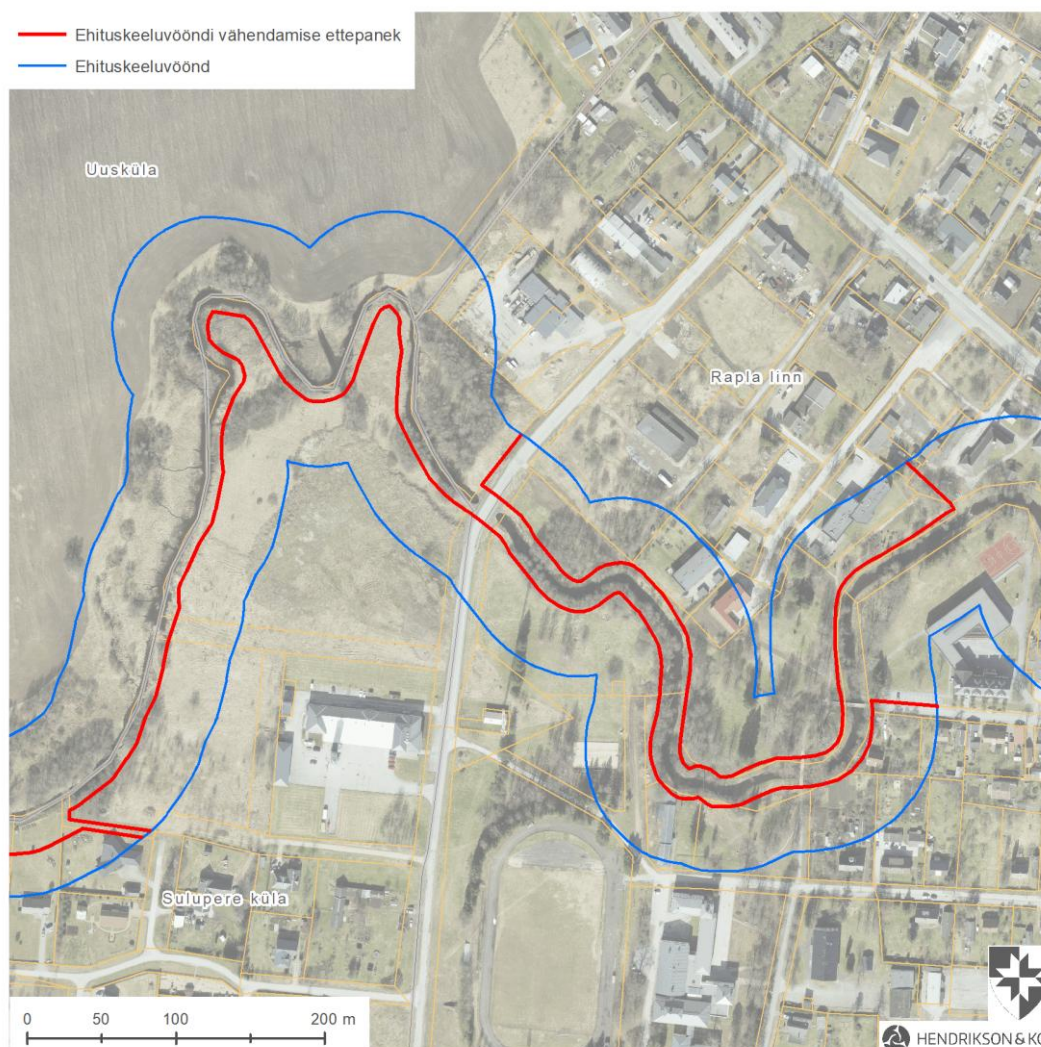 Ehituskeeluvööndi vähendamise ettepanek
Ehituskeeluvöönd
Uusküla
Rapla linn
Sulupere küla
0 50 100 200 m
HENDRIKSON & KO